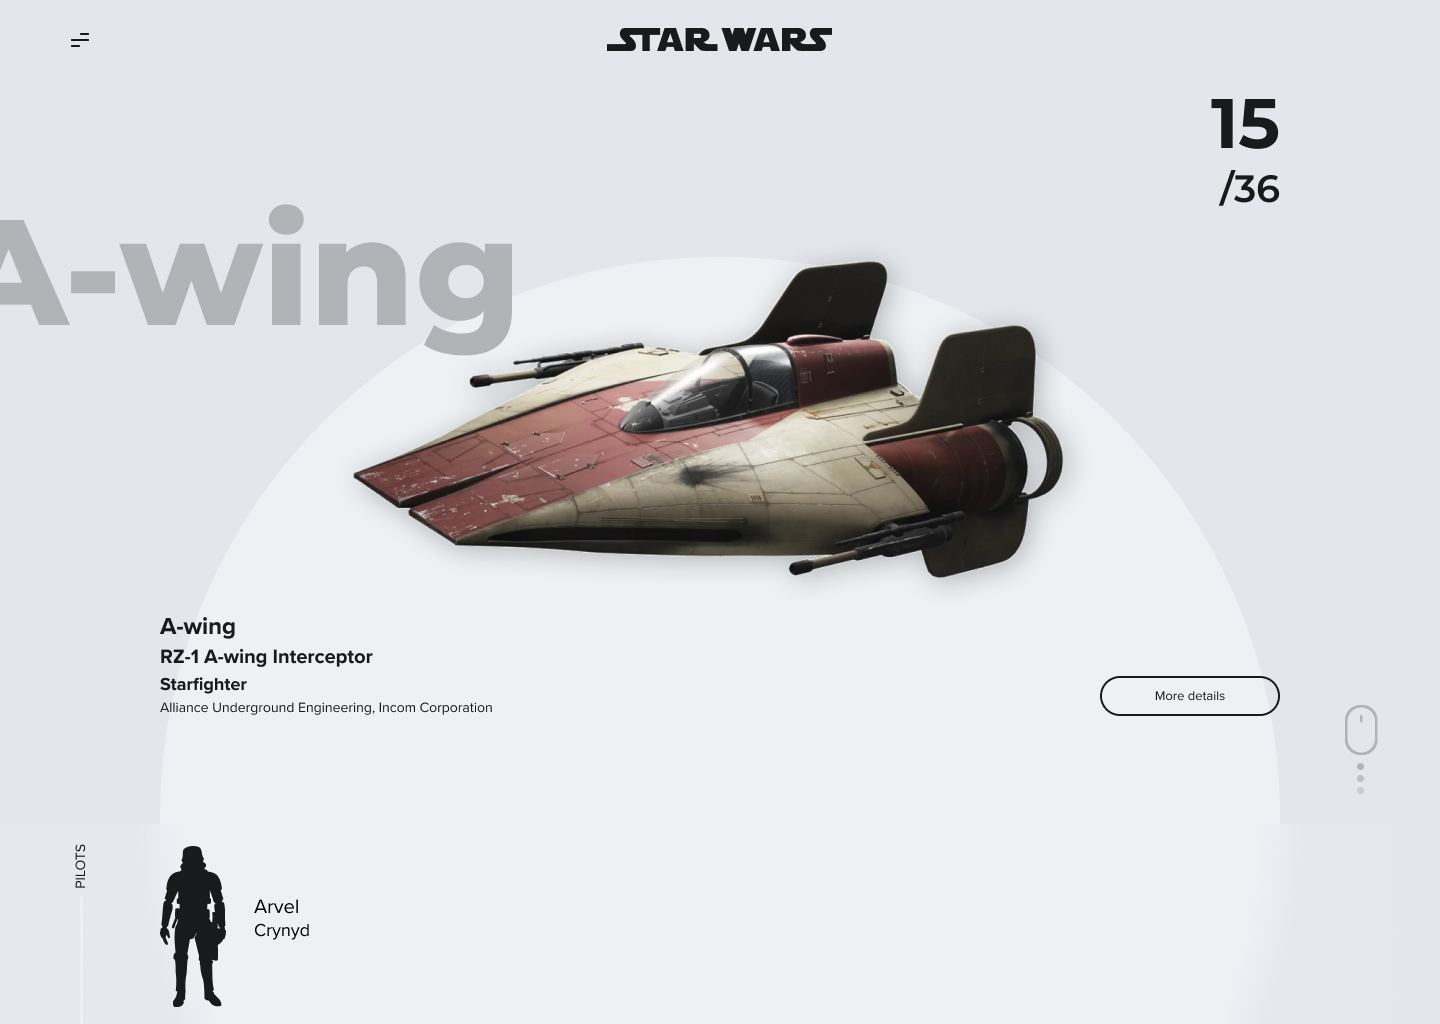 STAR WARS
15
/36
A-wing
A-wing
RZ-1 A-wing Interceptor
Starfighter
Alliance Underground Engineering, Incom Corporation
More details
PILOTS
Arvel
Crynyd